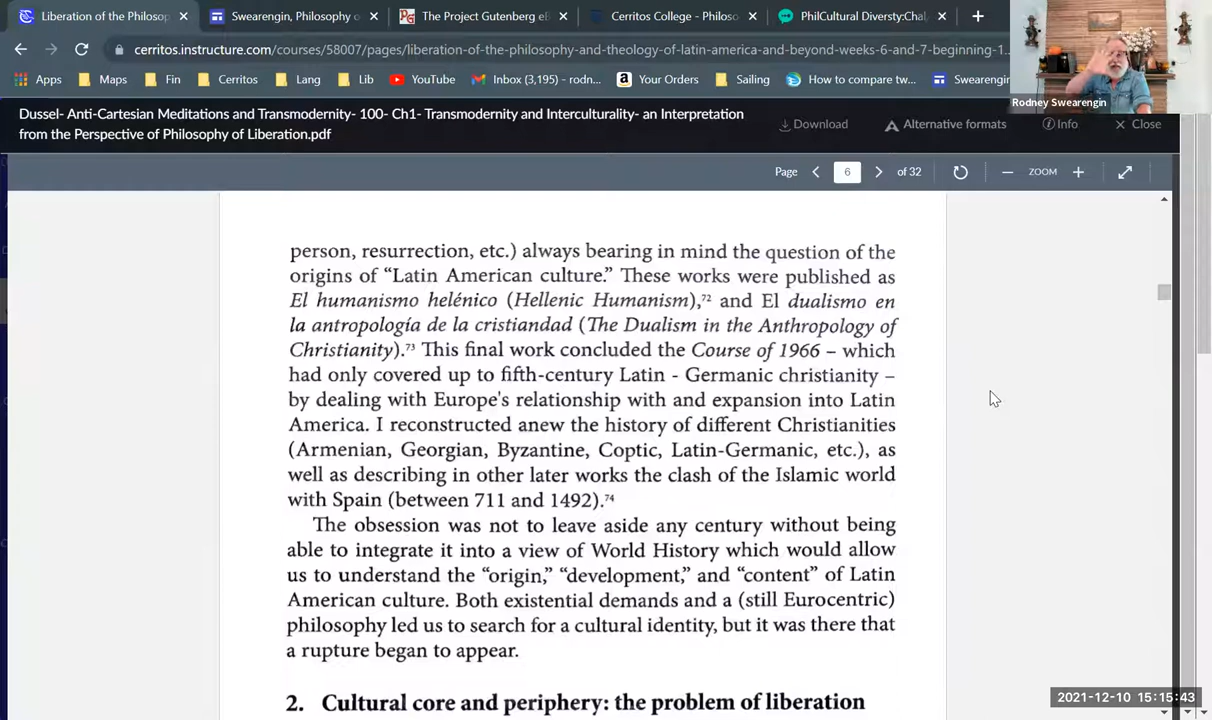 Liberation of the Philosop
Swearengin, Philosophy o
The Project Gutenberg eB
Cerritos College - Philoso
PhilCultural Diversty:Chal
cerritos.instructure.com/courses/58007/pages/liberation-of-the-philosophy-and-theology-of-latin-america-and-beyond-weeks-6-and-7-beginning-1...
Apps Maps Fin Cerritos Lang Lib YouTube Inbox (3,195) - rodn... Your Orders Sailing How to compare tw... Swearengin
Rodney Swearengin
Dussel- Anti-Cartesian Meditations and Transmodernity- 100- Ch1- Transmodernity and Interculturality- an Interpretation
from the Perspective of Philosophy of Liberation.pdf
Download Alternative formats Info Close
Page 6 of 32 ZOOM
person, resurrection, etc.) always bearing in mind the question of the
origins of “Latin American culture.” These works were published as
El humanismo helénico (Hellenic Humanism),72 and El dualismo en
la antropología de la cristiandad (The Dualism in the Anthropology of
Christianity).73 This final work concluded the Course of 1966 – which
had only covered up to fifth-century Latin - Germanic christianity –
by dealing with Europe's relationship with and expansion into Latin
America. I reconstructed anew the history of different Christianities
(Armenian, Georgian, Byzantine, Coptic, Latin-Germanic, etc.), as
well as describing in other later works the clash of the Islamic world
with Spain (between 711 and 1492).74
The obsession was not to leave aside any century without being
able to integrate it into a view of World History which would allow
us to understand the “origin,” “development,” and “content” of Latin
American culture. Both existential demands and a (still Eurocentric)
philosophy led us to search for a cultural identity, but it was there that
a rupture began to appear.
2. Cultural core and periphery: the problem of liberation
2021-12-10 15:15:43